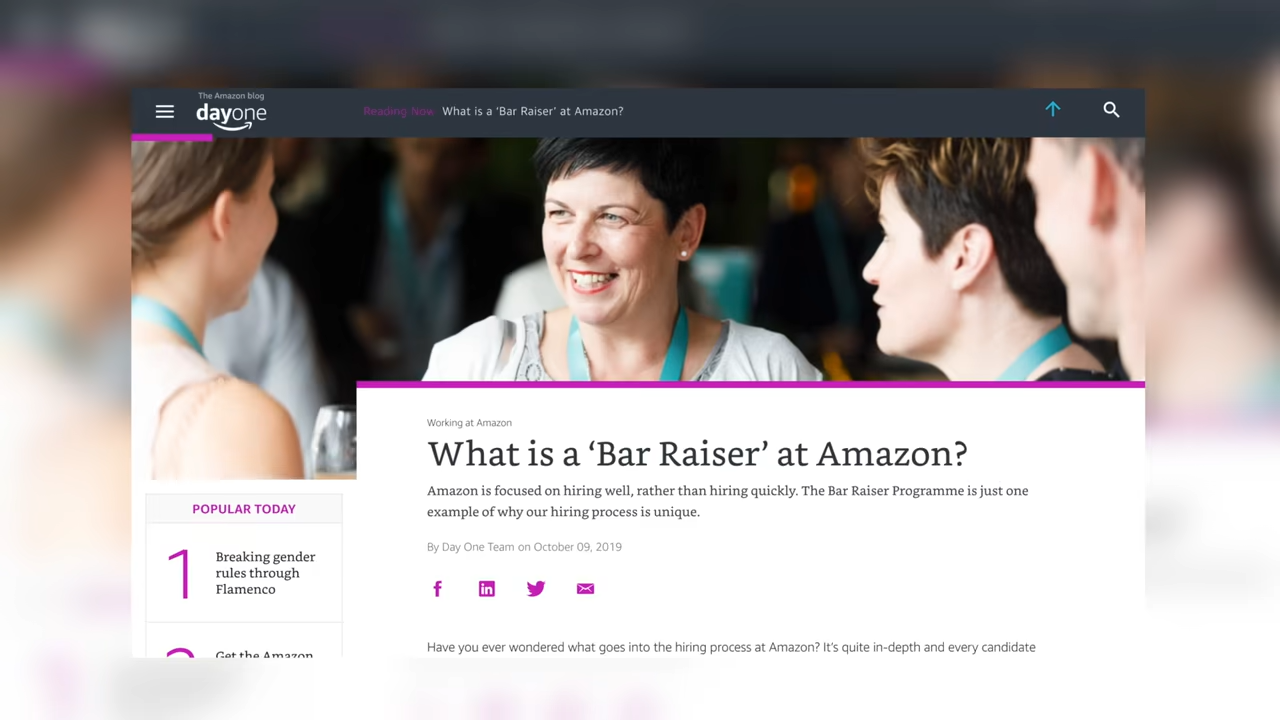 The Amazon blog
dayone
Reading Now What is a ‘Bar Raiser’ at Amazon?
Working at Amazon
What is a ‘Bar Raiser’ at Amazon?
Amazon is focused on hiring well, rather than hiring quickly. The Bar Raiser Programme is just one
example of why our hiring process is unique.
By Day One Team on October 09, 2019
Have you ever wondered what goes into the hiring process at Amazon? It’s quite in-depth and every candidate
POPULAR TODAY
1
Breaking gender
rules through
Flamenco
Get the Amazon